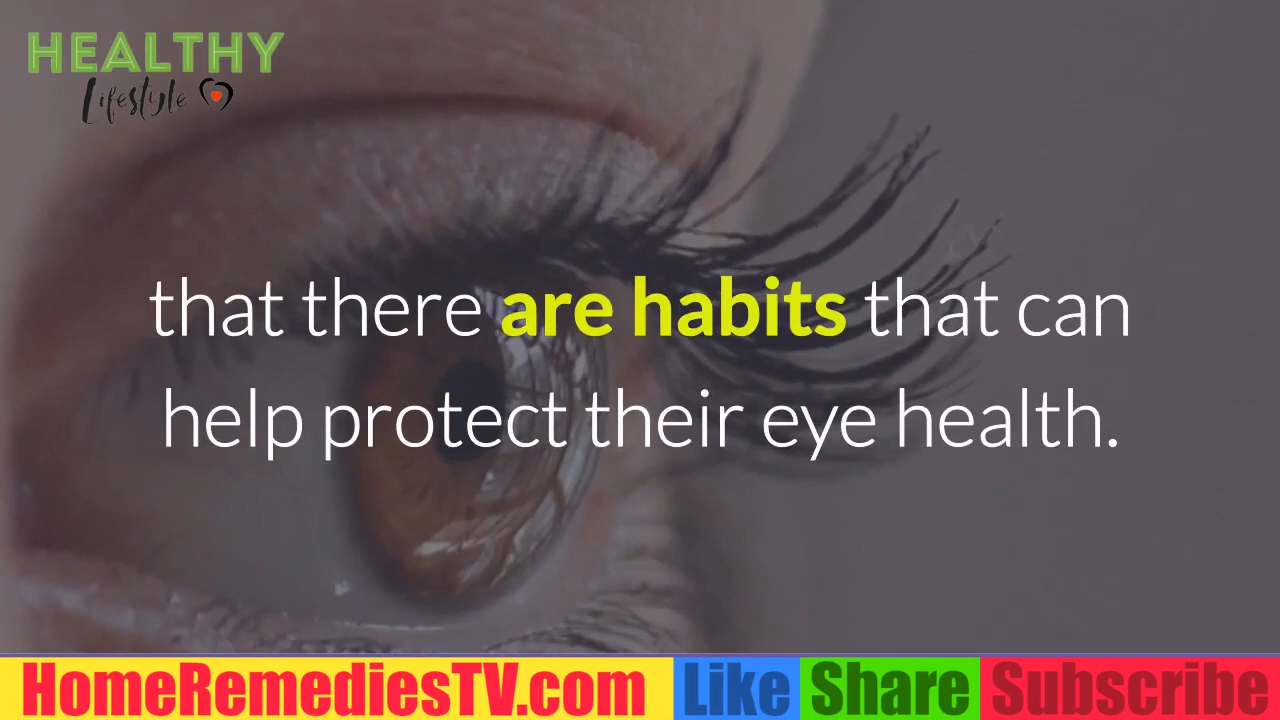 HEALTHY
Lifestyle
that there are habits that can
help protect their eye health.
HomeRemediesTV.com Like Share Subscribe